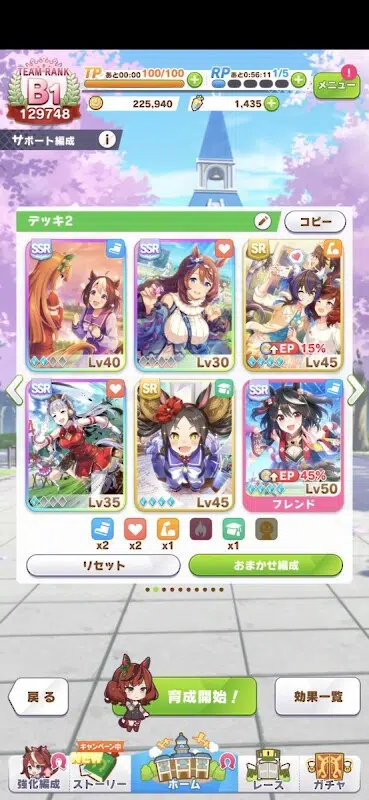 TEAM RANK
B1
129748
TP あと00:00 100/100
RP あと0:56:11 1/5
メニュー
225,940
1,435
サポート編成
i
デッキ2
コピー
SSR
SSR
SR
Lv40
Lv30
EP 15%
Lv45
SSR
SR
SSR
Lv35
Lv45
EP 45%
Lv50
フレンド
x2
x2
x1
x1
リセット
おまかせ編成
戻る
育成開始!
効果一覧
強化編成
キャンペーン中
ストーリー
ホーム
レース
ガチャ